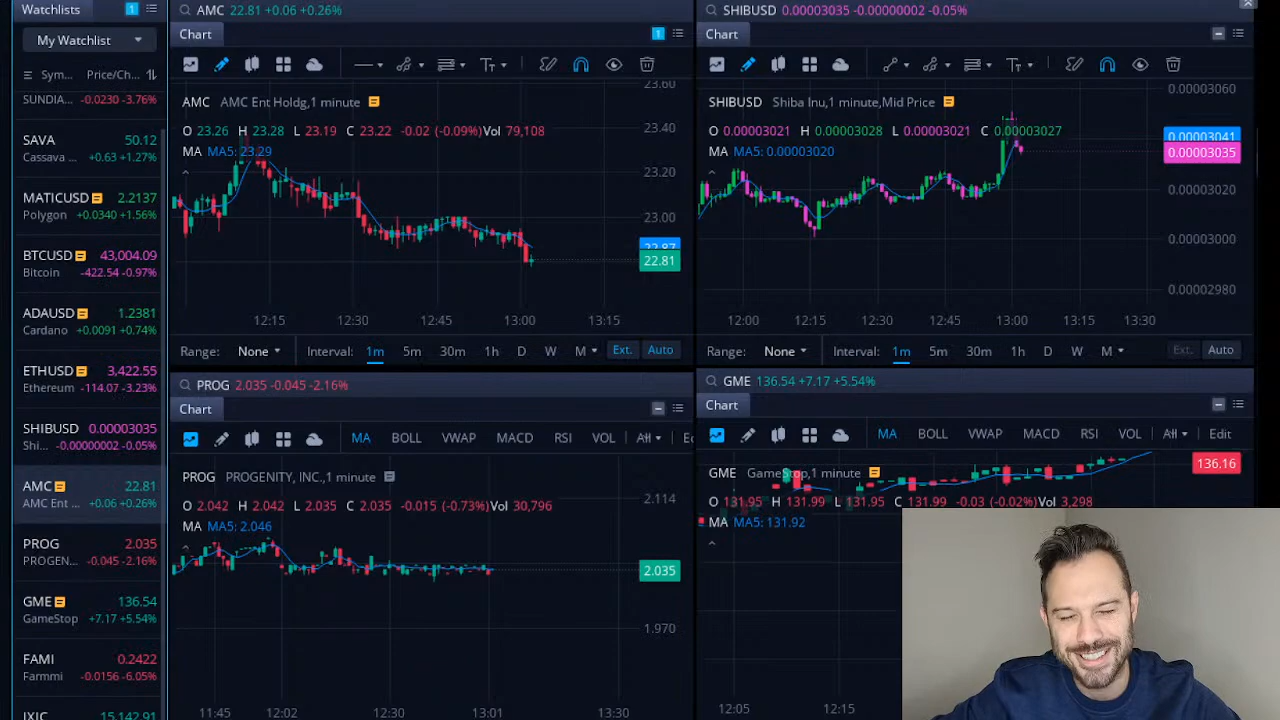 Watchlists 1
My Watchlist
Sym... Price/Ch...
SUNDIA... -0.0230 -3.76%
SAVA 50.12
Cassava ... +0.63 +1.27%
MATICUSD 2.2137
Polygon +0.0340 +1.56%
BTCUSD 43,004.09
Bitcoin -422.54 -0.97%
ADAUSD 1.2381
Cardano +0.0091 +0.74%
ETHUSD 3,422.55
Ethereum -114.07 -3.23%
SHIBUSD 0.00003035
Shi... -0.00000002 -0.05%
AMC 22.81
AMC Ent ... +0.06 +0.26%
PROG 2.035
PROGEN... -0.045 -2.16%
GME 136.54
GameStop +7.17 +5.54%
FAMI 0.2422
Farmmi -0.0156 -6.05%
IXIC 15,142.91
AMC 22.81 +0.06 +0.26%
Chart 1
AMC AMC Ent Holdg,1 minute
O 23.26 H 23.28 L 23.19 C 23.22 -0.02 (-0.09%) Vol 79,108
MA MA5: 23.29
23.60
23.40
23.20
23.00
22.87
22.81
12:15 12:30 12:45 13:00 13:15
Range: None Interval: 1m 5m 30m 1h D W M Ext. Auto
SHIBUSD 0.00003035 -0.00000002 -0.05%
Chart
SHIBUSD Shiba Inu,1 minute,Mid Price
O 0.00003021 H 0.00003028 L 0.00003021 C 0.00003027
MA MA5: 0.00003020
0.00003060
0.00003041
0.00003035
0.00003020
0.00003000
0.00002980
12:00 12:15 12:30 12:45 13:00 13:15 13:30
Range: None Interval: 1m 5m 30m 1h D W M Ext. Auto
PROG 2.035 -0.045 -2.16%
Chart
MA BOLL VWAP MACD RSI VOL
PROG PROGENITY, INC.,1 minute
O 2.042 H 2.042 L 2.035 C 2.035 -0.015 (-0.73%) Vol 30,796
MA MA5: 2.046
2.114
2.035
1.970
11:45 12:02 12:30 13:01 13:30
GME 136.54 +7.17 +5.54%
Chart
MA BOLL VWAP MACD RSI VOL Edit
GME GameStop,1 minute
136.16
O 131.95 H 131.99 L 131.95 C 131.99 -0.03 (-0.02%) Vol 3,298
MA MA5: 131.92
12:05 12:15